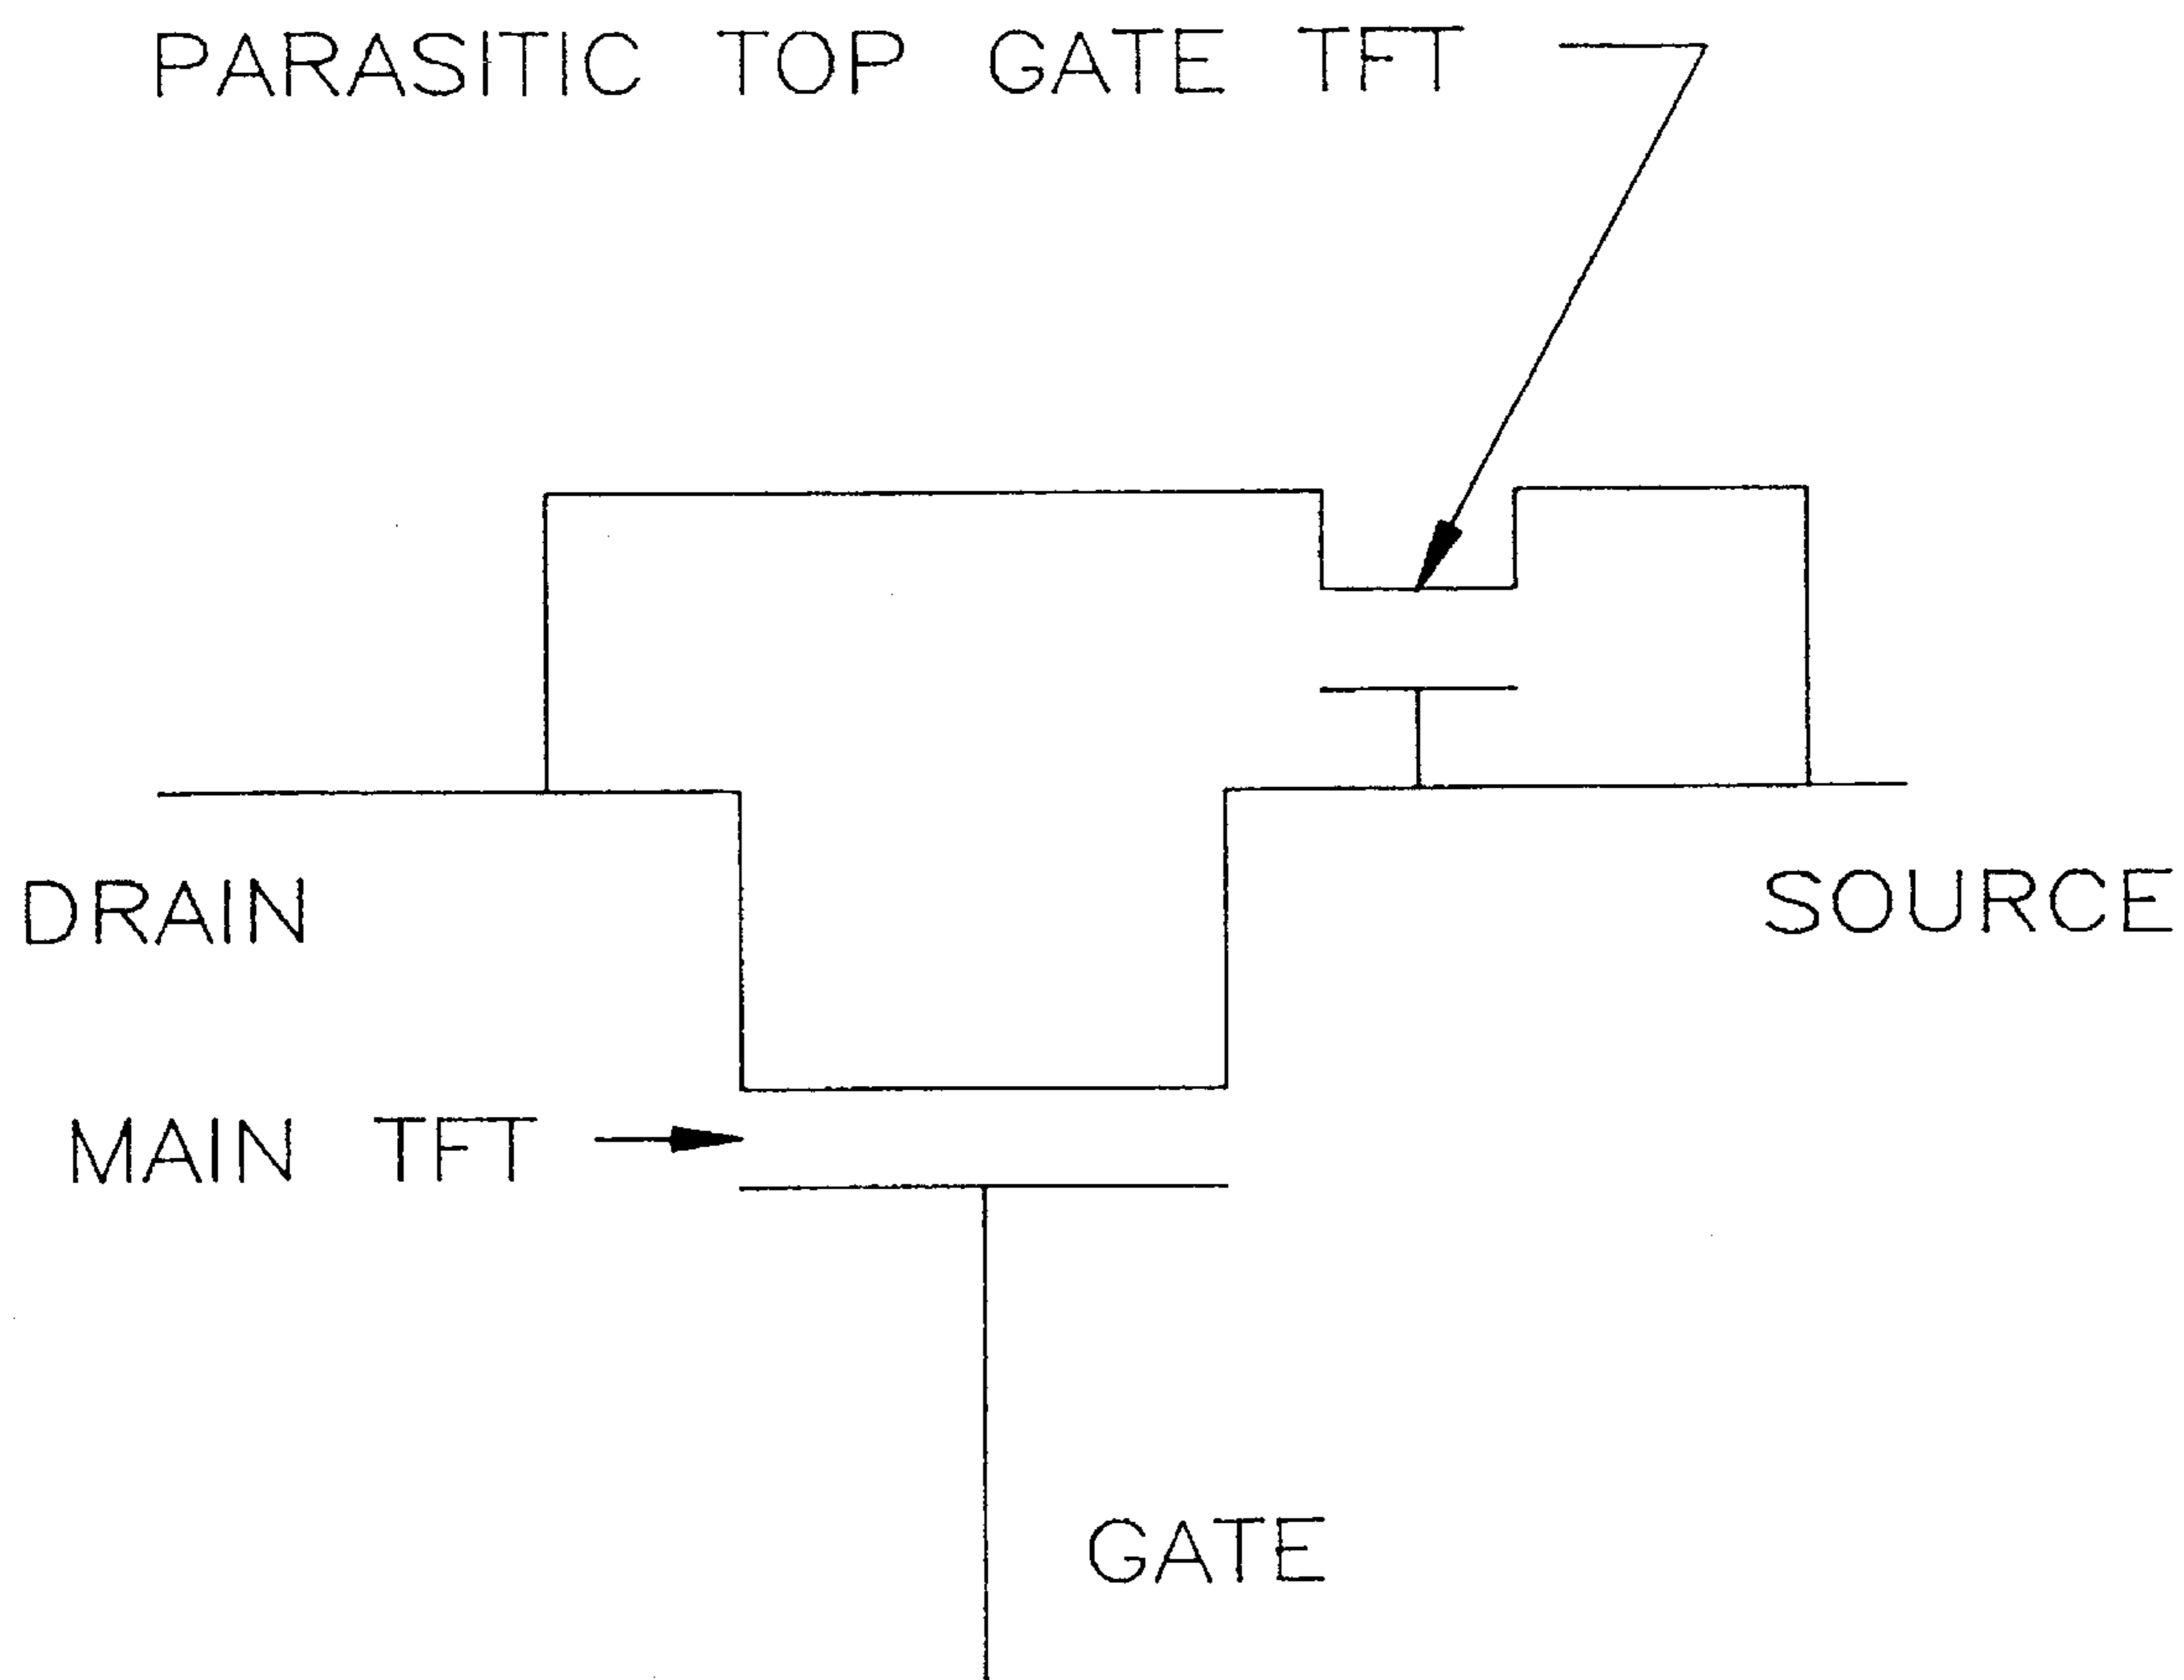 PARASITIC TOP GATE TFT
DRAIN
SOURCE
MAIN TFT
GATE